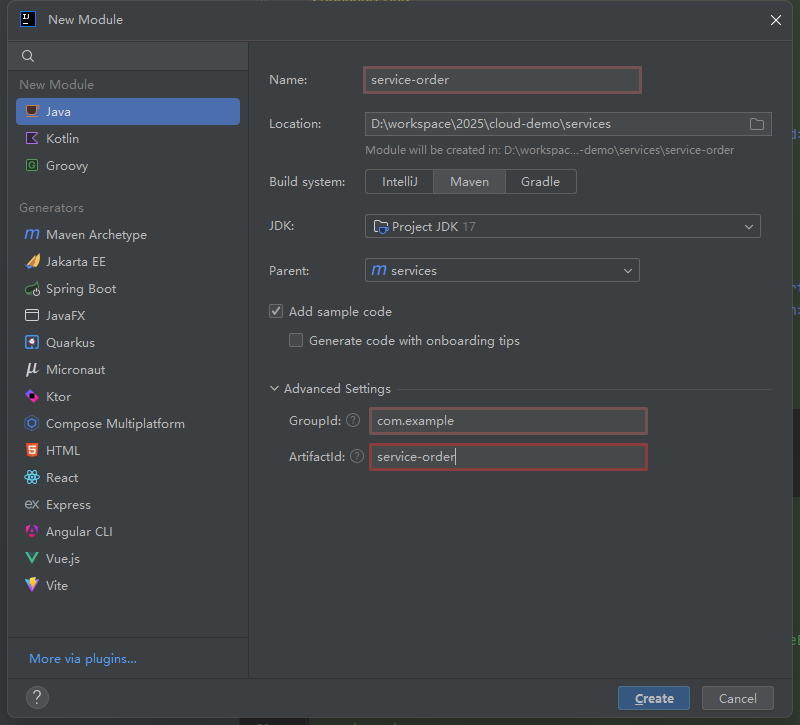 New Module
New Module
Java
Kotlin
Groovy
Generators
Maven Archetype
Jakarta EE
Spring Boot
JavaFX
Quarkus
Micronaut
Ktor
Compose Multiplatform
HTML
React
Express
Angular CLI
Vue.js
Vite
More via plugins...
Name: service-order
Location: D:\workspace\2025\cloud-demo\services
Module will be created in: D:\workspac...-demo\services\service-order
Build system: IntelliJ Maven Gradle
JDK: Project JDK 17
Parent: services
Add sample code
Generate code with onboarding tips
Advanced Settings
GroupId: ? com.example
ArtifactId: ? service-order
? Create Cancel